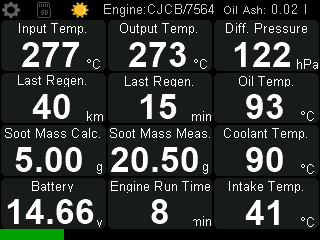 SD Engine:CJCB/7564 Oil Ash: 0.02 l
Input Temp. Output Temp. Diff. Pressure
277 °C 273 °C 122 hPa
Last Regen. Last Regen. Oil Temp.
40 km 15 min 93 °C
Soot Mass Calc. Soot Mass Meas. Coolant Temp.
5.00 g 20.50 g 90 °C
Battery Engine Run Time Intake Temp.
14.66 v 8 min 41 °C